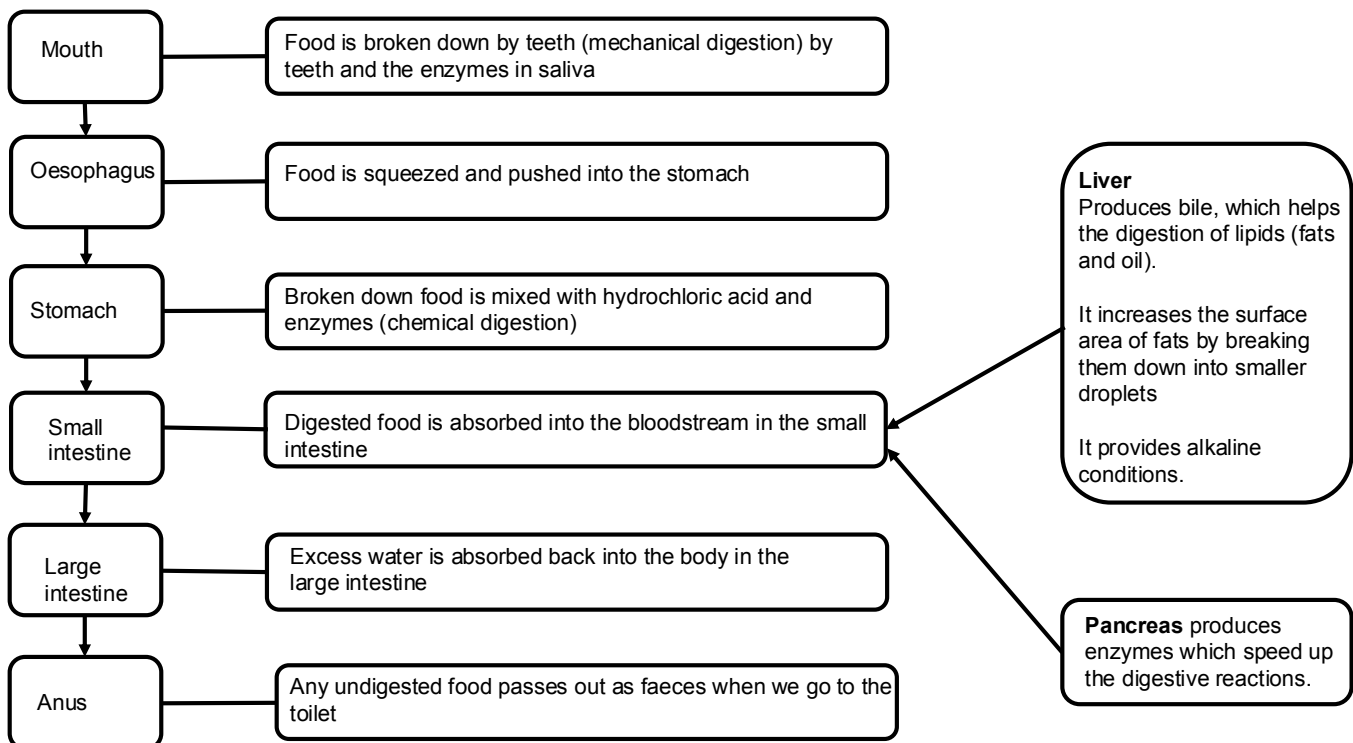 Mouth
Food is broken down by teeth (mechanical digestion) by
teeth and the enzymes in saliva
Oesophagus
Food is squeezed and pushed into the stomach
Stomach
Broken down food is mixed with hydrochloric acid and
enzymes (chemical digestion)
Small
intestine
Digested food is absorbed into the bloodstream in the small
intestine
Large
intestine
Excess water is absorbed back into the body in the
large intestine
Anus
Any undigested food passes out as faeces when we go to the
toilet
Liver
Produces bile, which helps
the digestion of lipids (fats
and oil).
It increases the surface
area of fats by breaking
them down into smaller
droplets
It provides alkaline
conditions.
Pancreas produces
enzymes which speed up
the digestive reactions.